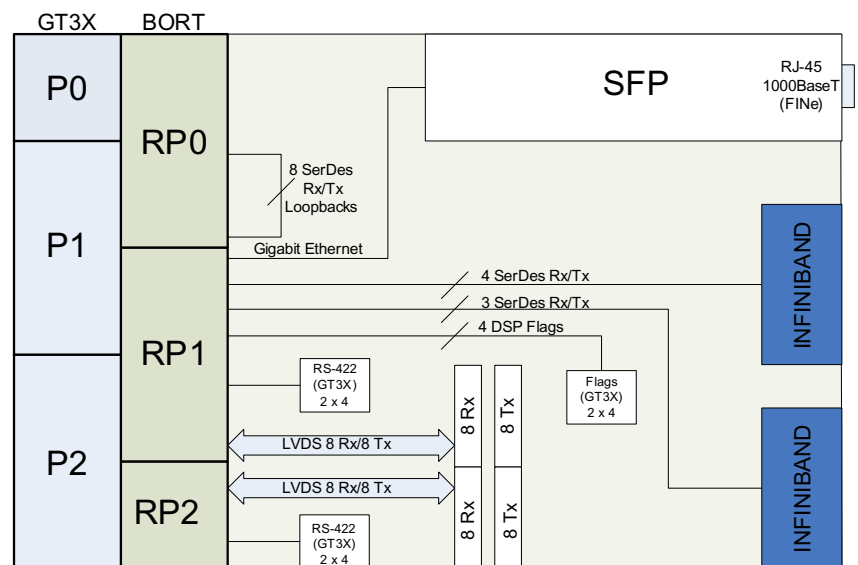 GT3X BORT
P0
RP0
SFP
RJ-45
1000BaseT
(FINe)
8 SerDes
Rx/Tx
Loopbacks
P1
Gigabit Ethernet
4 SerDes Rx/Tx
INFINIBAND
3 SerDes Rx/Tx
4 DSP Flags
RP1
RS-422
(GT3X)
2 x 4
Flags
(GT3X)
2 x 4
8 Rx
8 Tx
LVDS 8 Rx/8 Tx
P2
LVDS 8 Rx/8 Tx
RP2
8 Rx
8 Tx
INFINIBAND
RS-422
(GT3X)
2 x 4